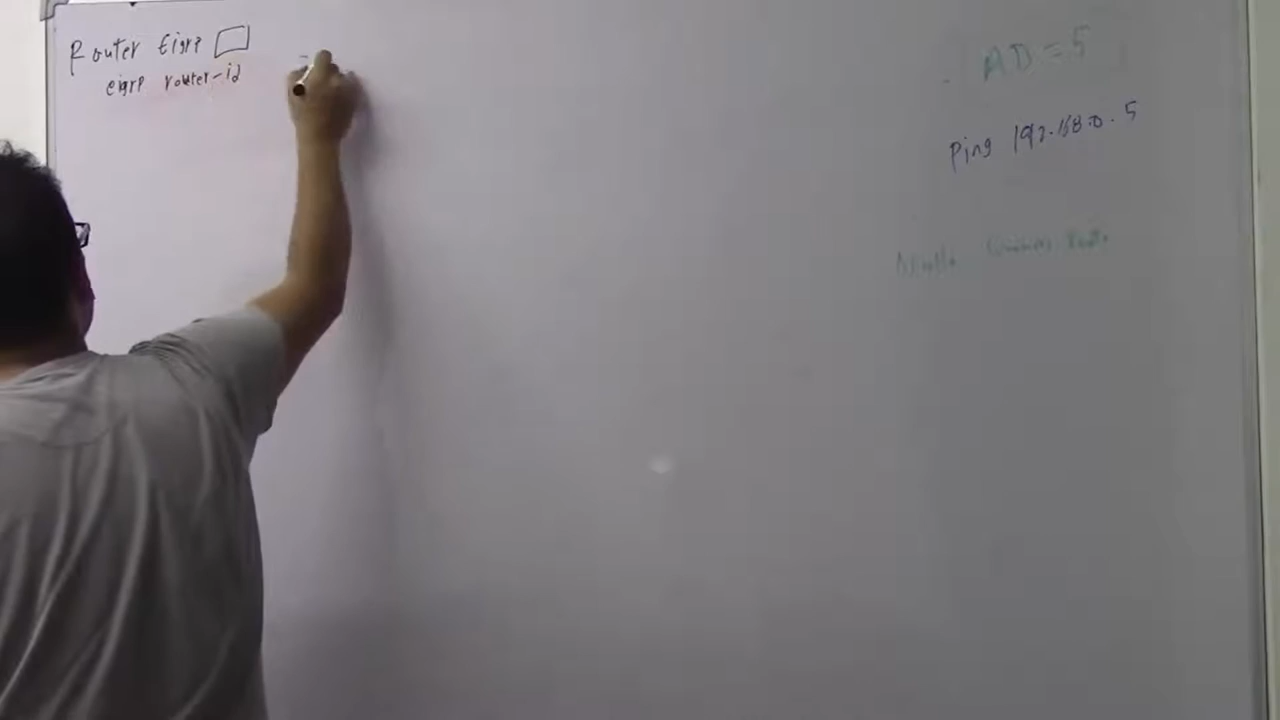 Router Eigrp
eigrp router-id
AD = 5
Ping 192.168.0.5